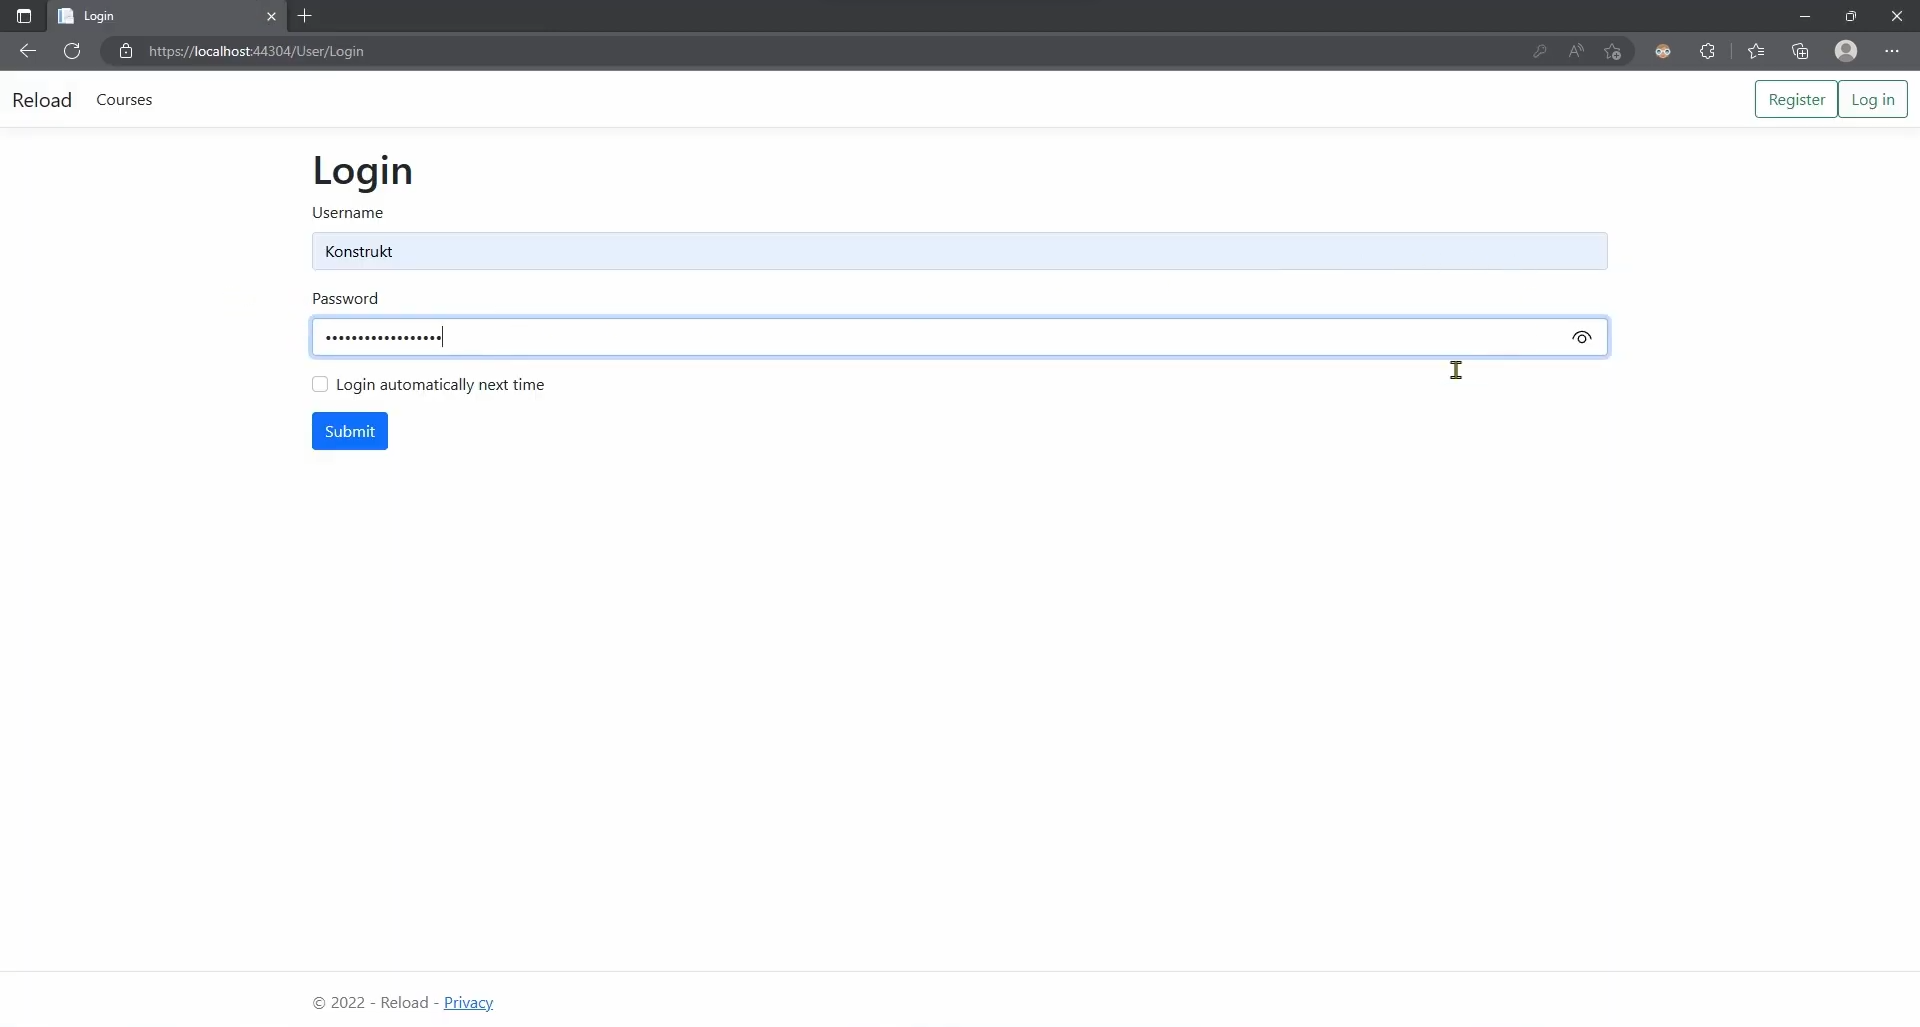 Login
https://localhost:44304/User/Login
Reload Courses Register Log in
Login
Username
Konstrukt
Password
••••••••••••••••••
Login automatically next time
Submit
© 2022 - Reload - Privacy